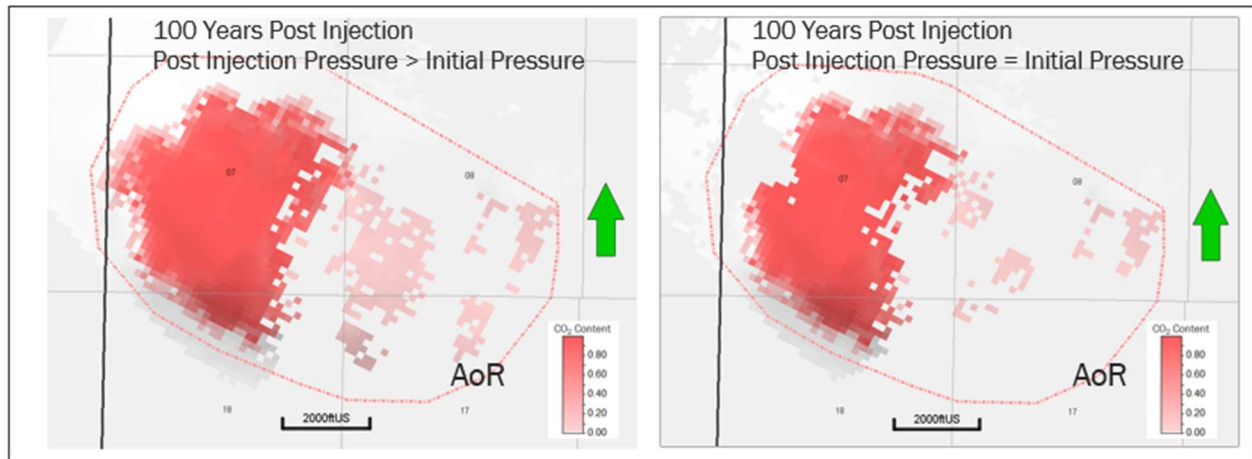 100 Years Post Injection
Post Injection Pressure > Initial Pressure
07
08
CO₂ Content
0.80
0.60
0.40
0.20
0.00
AoR
18
17
2000ftUS
100 Years Post Injection
Post Injection Pressure = Initial Pressure
07
08
CO₂ Content
0.80
0.60
0.40
0.20
0.00
AoR
18
17
2000ftUS